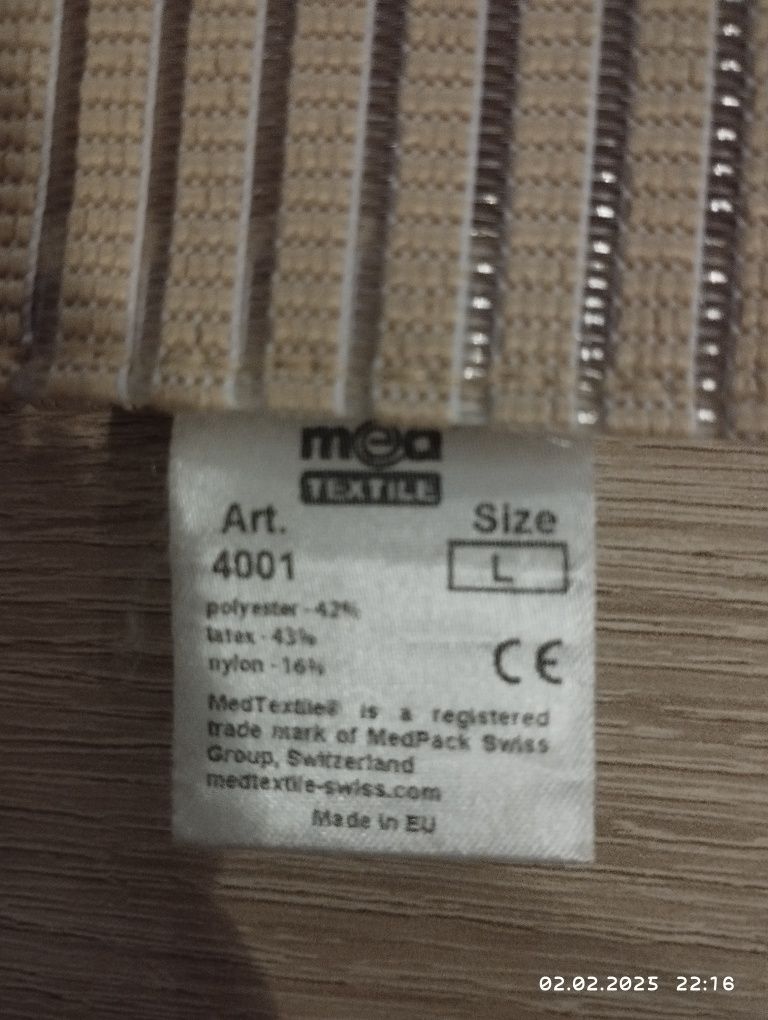 med
TEXTILE
Art. Size
4001 L
polyester - 42%
latex - 43%
nylon - 16%
CE
MedTextile® is a registered
trade mark of MedPack Swiss
Group, Switzerland
medtextile-swiss.com
Made in EU
02.02.2025 22:16